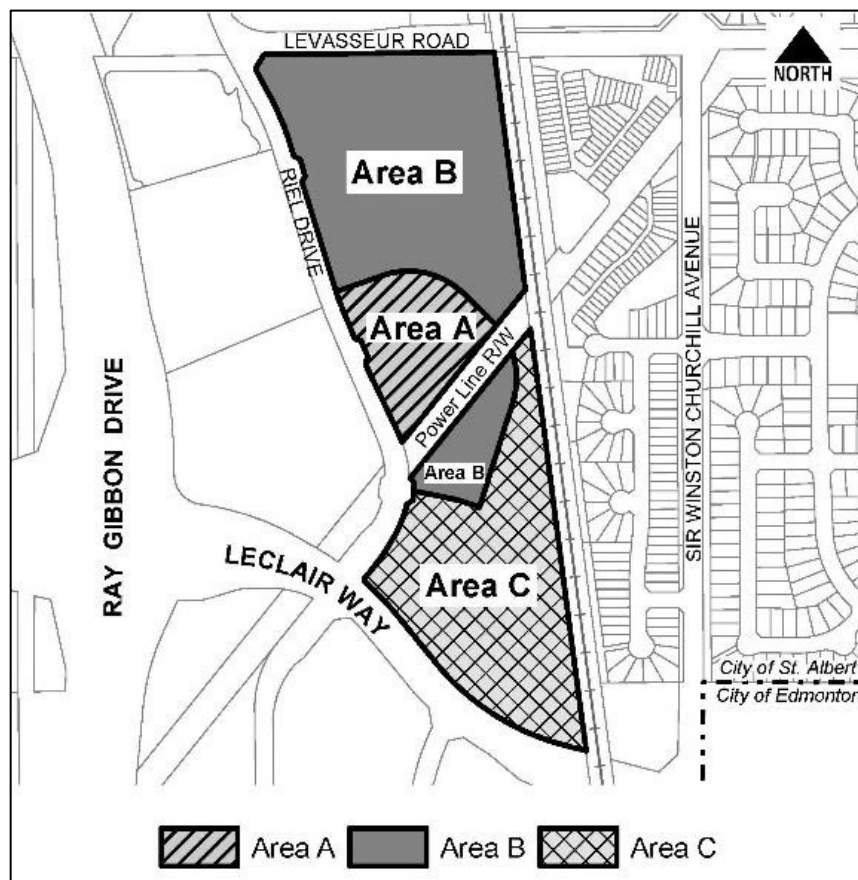 LEVASSEUR ROAD
NORTH
Area B
RIEL DRIVE
Area A
Power Line R/W
SIR WINSTON CHURCHILL AVENUE
RAY GIBBON DRIVE
Area B
LECLAIR WAY
Area C
City of St. Albert
City of Edmonton
Area A
Area B
Area C